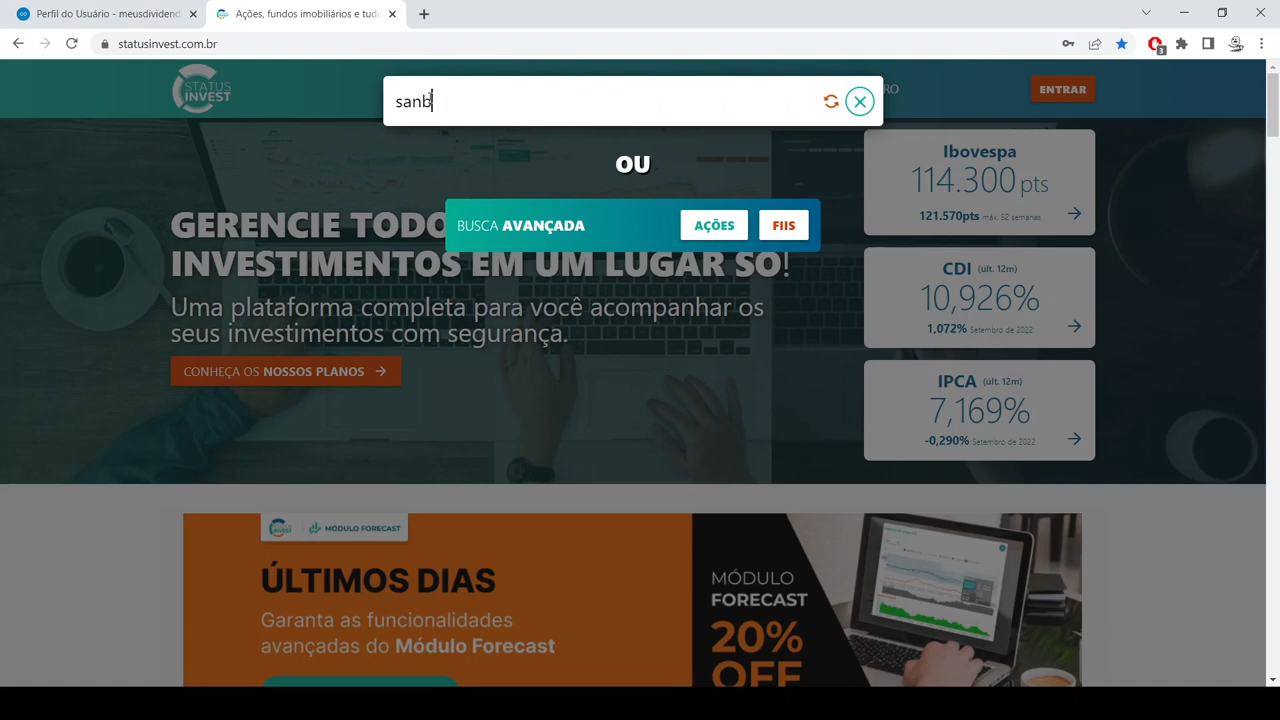 Perfil do Usuário - meusdividend
Ações, fundos imobiliários e tudo
statusinvest.com.br
3
STATUS
INVEST
sanb
RO
ENTRAR
OU
BUSCA AVANÇADA
AÇÕES
FIIS
GERENCIE TODO
INVESTIMENTOS EM UM LUGAR SÓ!
Uma plataforma completa para você acompanhar os
seus investimentos com segurança.
CONHEÇA OS NOSSOS PLANOS
Ibovespa
114.300 pts
121.570pts máx. 52 semanas
CDI (últ. 12m)
10,926%
1,072% Setembro de 2022
IPCA (últ. 12m)
7,169%
-0,290% Setembro de 2022
MÓDULO FORECAST
ÚLTIMOS DIAS
Garanta as funcionalidades
avançadas do Módulo Forecast
MÓDULO
FORECAST
20%
OFF